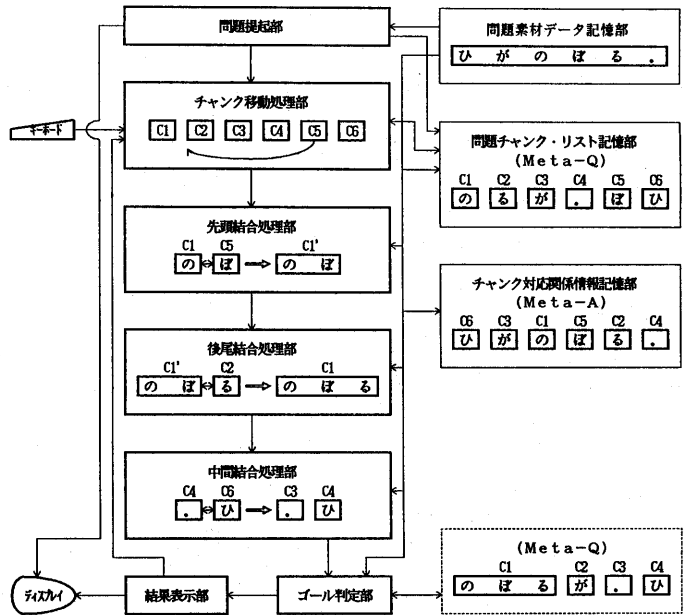 問題提起部
問題素材データ記憶部
ひ が の ぼ る .
チャンク移動処理部
C1 C2 C3 C4 C5 C6
キーボード
問題チャンク・リスト記憶部
(Meta-Q)
C1 C2 C3 C4 C5 C6
の る が . ぼ ひ
先頭結合処理部
C1 C5 C1'
の ぼ の ぼ
チャンク対応関係情報記憶部
(Meta-A)
C6 C3 C1 C5 C2 C4
ひ が の ぼ る .
後尾結合処理部
C1' C2 C1
の ぼ る の ぼ る
中間結合処理部
C4 C6 C3 C4
. ひ . ひ
(Meta-Q)
C1 C2 C3 C4
の ぼ る が . ひ
ディスプレイ
結果表示部
ゴール判定部